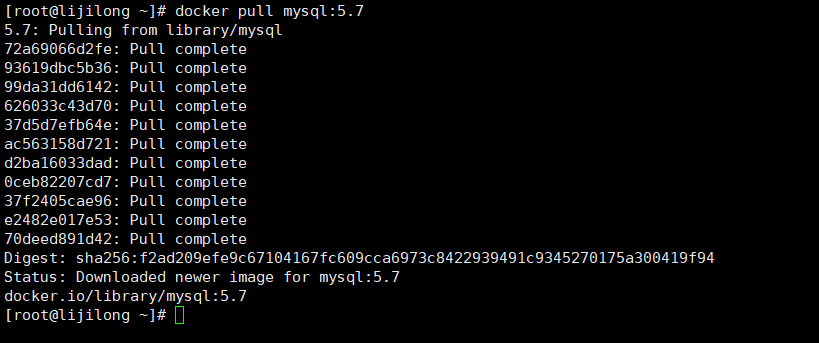 [root@lijilong ~]# docker pull mysql:5.7
5.7: Pulling from library/mysql
72a69066d2fe: Pull complete
93619dbc5b36: Pull complete
99da31dd6142: Pull complete
626033c43d70: Pull complete
37d5d7efb64e: Pull complete
ac563158d721: Pull complete
d2ba16033dad: Pull complete
0ceb82207cd7: Pull complete
37f2405cae96: Pull complete
e2482e017e53: Pull complete
70deed891d42: Pull complete
Digest: sha256:f2ad209efe9c67104167fc609cca6973c8422939491c9345270175a300419f94
Status: Downloaded newer image for mysql:5.7
docker.io/library/mysql:5.7
[root@lijilong ~]#